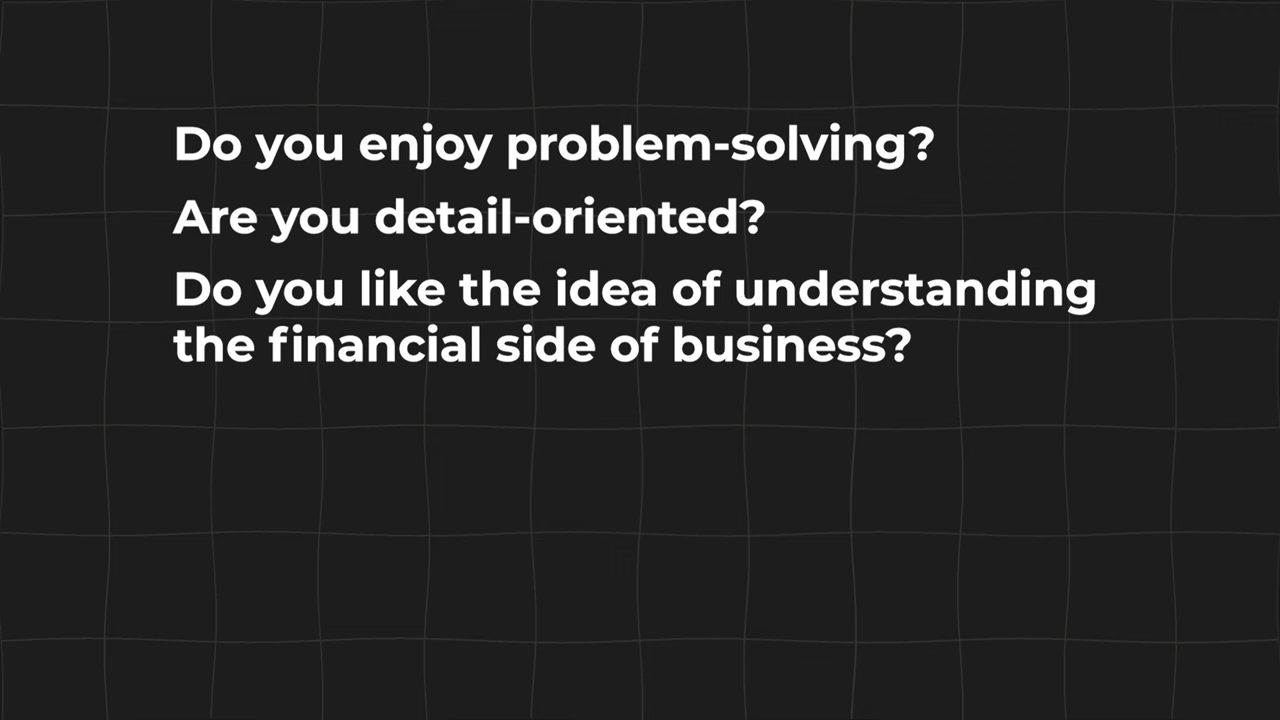 Do you enjoy problem-solving?
Are you detail-oriented?
Do you like the idea of understanding
the financial side of business?